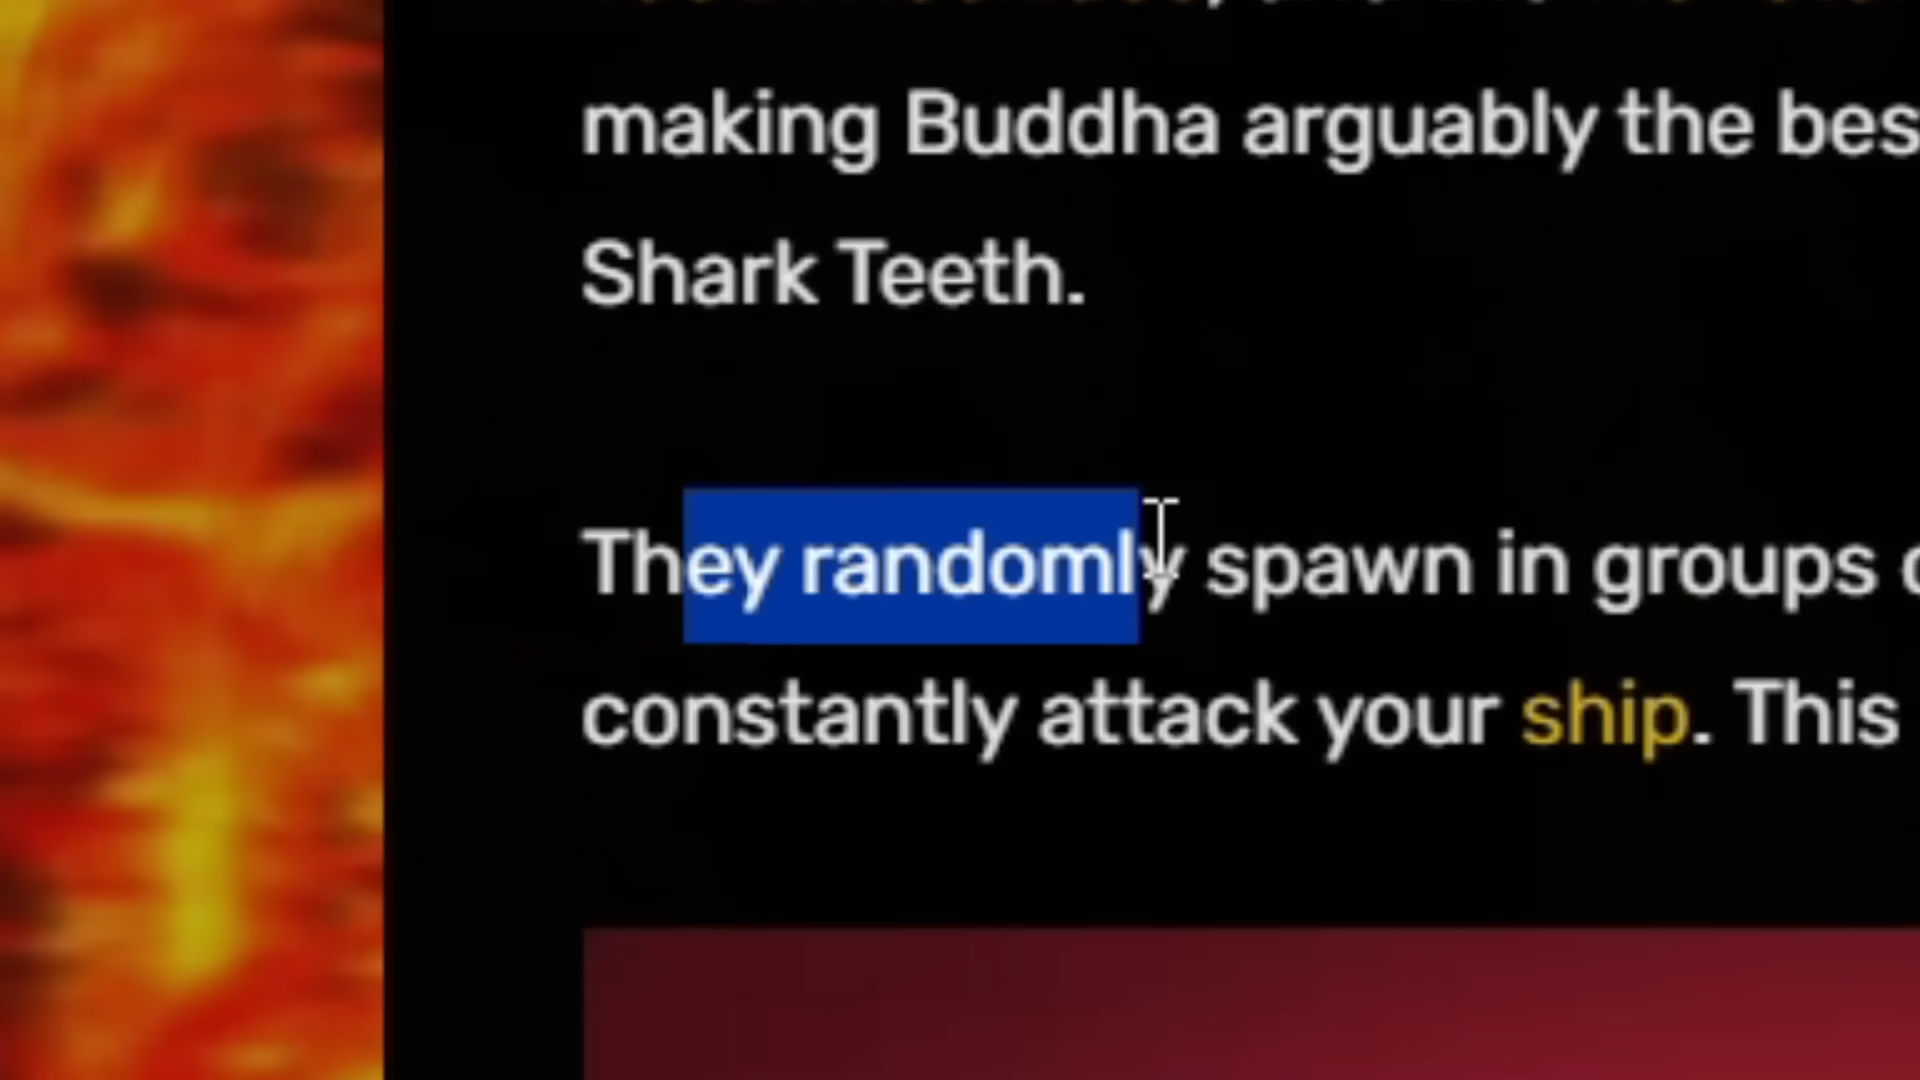 making Buddha arguably the bes
Shark Teeth.
They randomly spawn in groups
constantly attack your ship. This